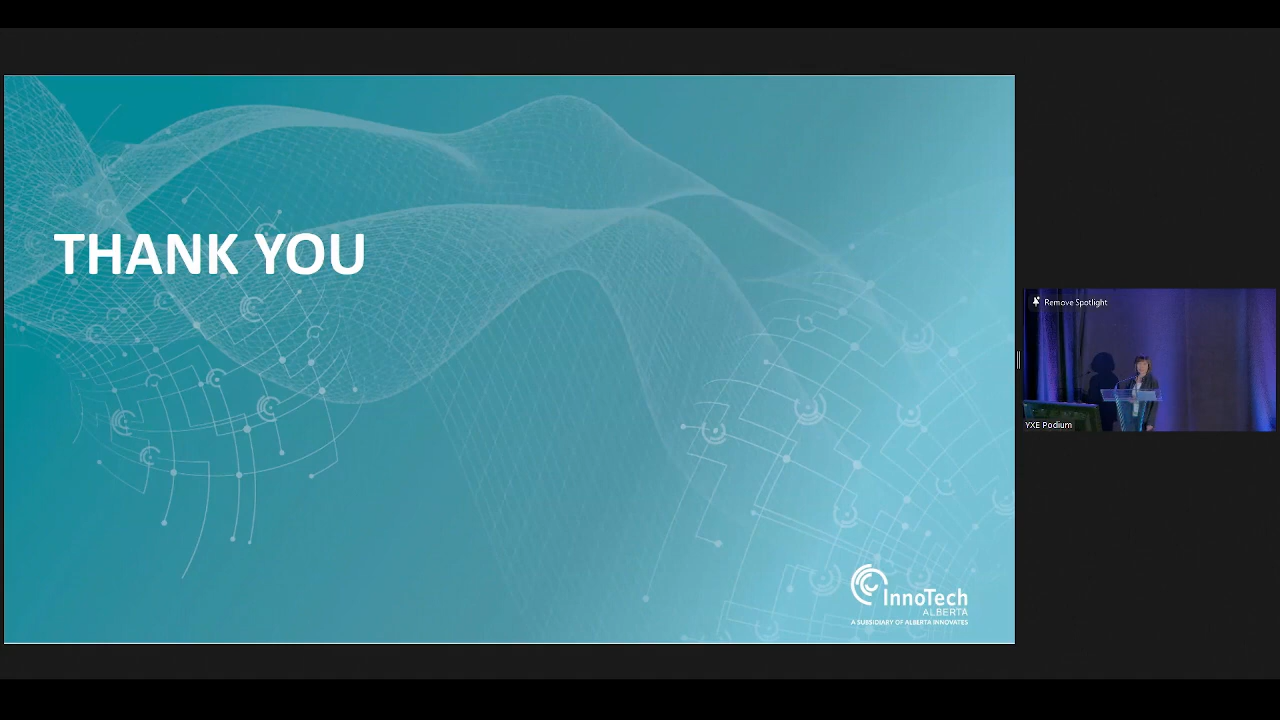 THANK YOU
Remove Spotlight
YXE Podium
InnoTech
ALBERTA
A SUBSIDIARY OF ALBERTA INNOVATES